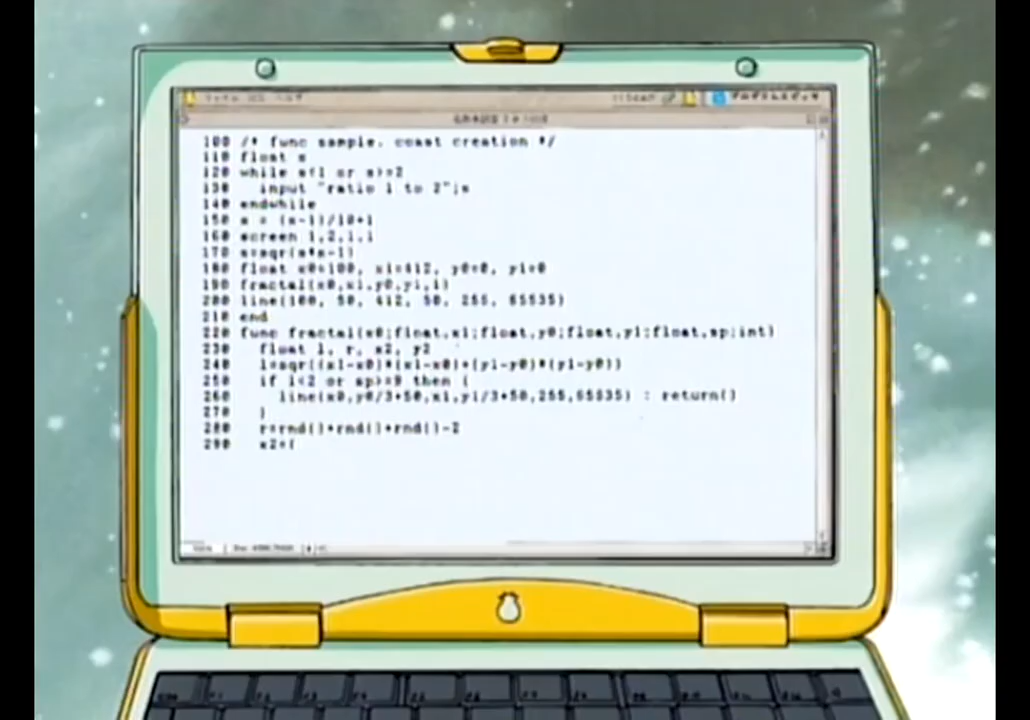 100 /* func sample. coast creation */
110 float s
120 while s<1 or s>=2
130 input "ratio 1 to 2";s
140 endwhile
150 s = (s-1)/10+1
160 screen 1,2,1,1
170 s=sqr(s*s-1)
180 float x0=100, x1=412, y0=0, y1=0
190 fractal(x0,x1,y0,y1,1)
200 line(100, 50, 412, 50, 255, 65535)
210 end
220 func fractal(x0;float,x1;float,y0;float,y1;float,sp;int)
230 float l, r, x2, y2
240 l=sqr((x1-x0)*(x1-x0)+(y1-y0)*(y1-y0))
250 if l<2 or sp>=9 then {
260 line(x0,y0/3+50,x1,y1/3+50,255,65535) : return()
270 }
280 r=rnd()+rnd()+rnd()-2
290 x2=(